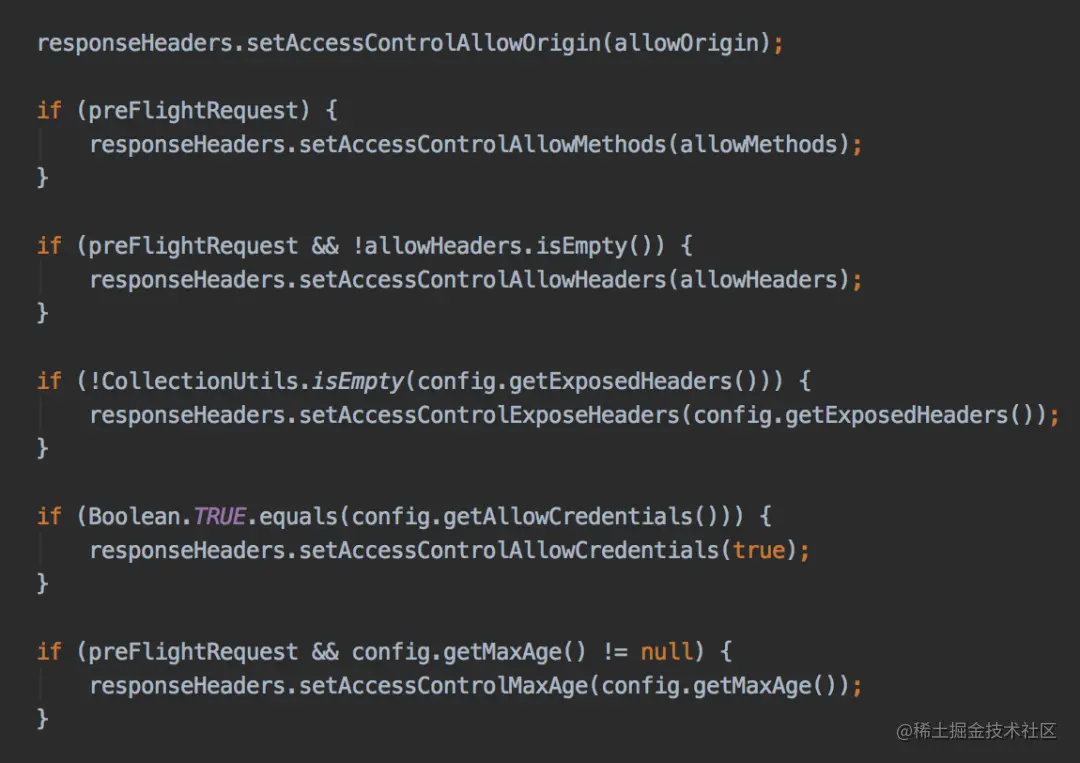 responseHeaders.setAccessControlAllowOrigin(allowOrigin);
if (preFlightRequest) {
responseHeaders.setAccessControlAllowMethods(allowMethods);
}
if (preFlightRequest && !allowHeaders.isEmpty()) {
responseHeaders.setAccessControlAllowHeaders(allowHeaders);
}
if (!CollectionUtils.isEmpty(config.getExposedHeaders())) {
responseHeaders.setAccessControlExposeHeaders(config.getExposedHeaders());
}
if (Boolean.TRUE.equals(config.getAllowCredentials())) {
responseHeaders.setAccessControlAllowCredentials(true);
}
if (preFlightRequest && config.getMaxAge() != null) {
responseHeaders.setAccessControlMaxAge(config.getMaxAge());
}
@稀土掘金技术社区